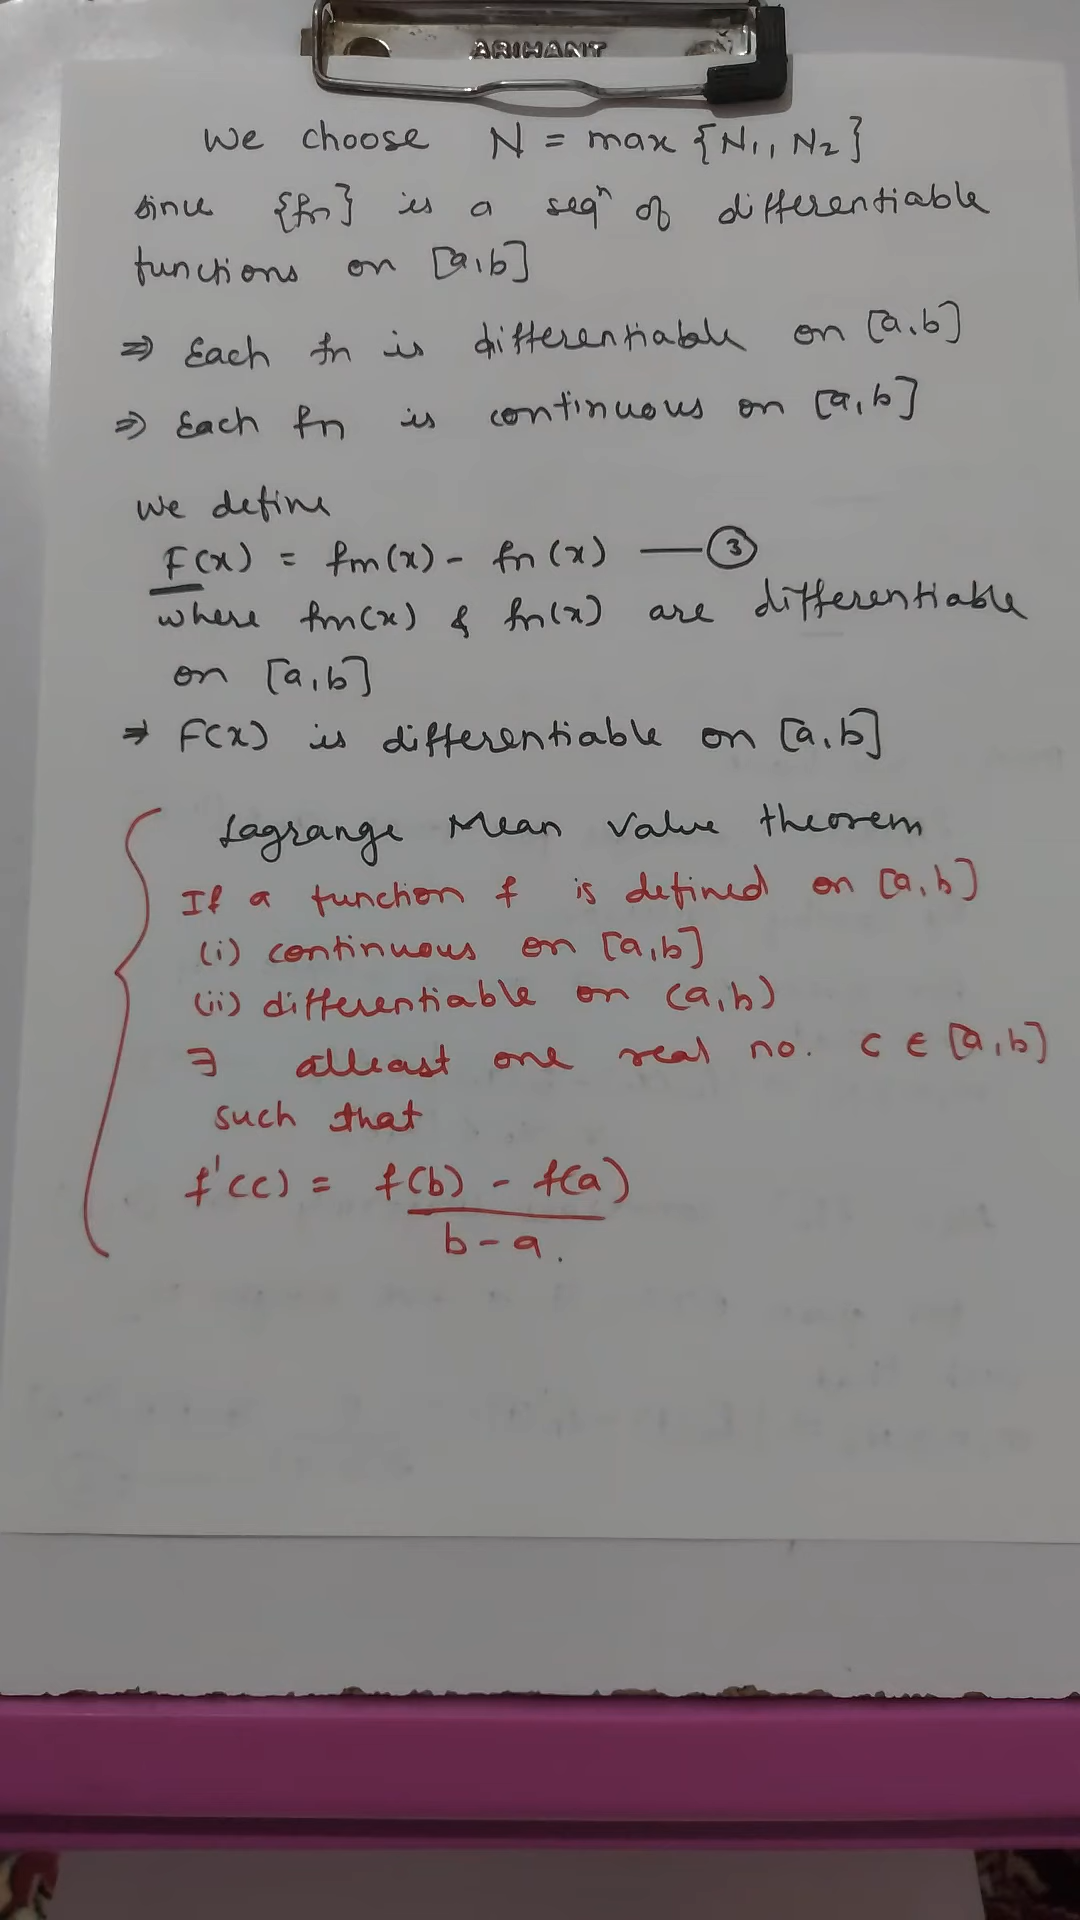 ARIHANT
We choose N = max {N₁, N₂}
since {fn} is a seqⁿ of differentiable
functions on [a,b]
⇒ Each fn is differentiable on [a,b]
⇒ Each fn is continuous on [a,b]
We define
F(x) = fm(x) - fn(x) —③
where fm(x) & fn(x) are differentiable
on [a,b]
⇒ F(x) is differentiable on [a,b]
Lagrange Mean Value theorem
If a function f is defined on [a,b]
(i) continuous on [a,b]
(ii) differentiable on (a,b)
∃ atleast one real no. c ∈ [a,b]
such that
f'(c) = f(b) - f(a)
b-a.